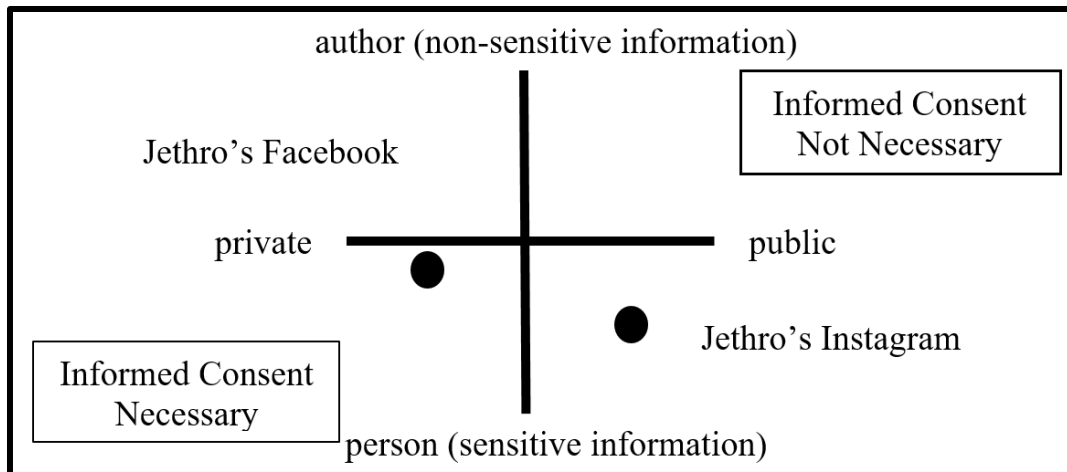 author (non-sensitive information)
Informed Consent
Not Necessary
Jethro’s Facebook
private
public
Jethro’s Instagram
Informed Consent
Necessary
person (sensitive information)